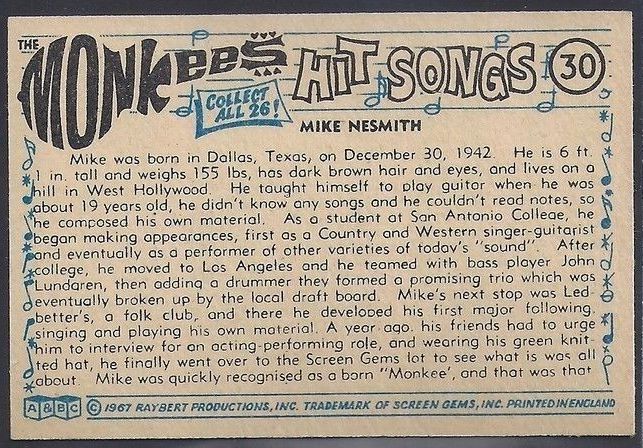 THE MONKEES HIT SONGS 30
COLLECT
ALL 26!
MIKE NESMITH
Mike was born in Dallas, Texas, on December 30, 1942. He is 6 ft.
1 in. tall and weighs 155 lbs, has dark brown hair and eyes, and lives on a
hill in West Hollywood. He taught himself to play guitar when he was
about 19 years old, he didn't know any songs and he couldn't read notes, so
he composed his own material. As a student at San Antonio College, he
began making appearances, first as a Country and Western singer-guitarist
and eventually as a performer of other varieties of today's "sound". After
college, he moved to Los Angeles and he teamed with bass player John
Lundaren, then adding a drummer they formed a promising trio which was
eventually broken up by the local draft board. Mike's next stop was Led-
better's, a folk club, and there he developed his first major following,
singing and playing his own material. A year ago, his friends had to urge
him to interview for an acting-performing role, and wearing his green knit-
ted hat, he finally went over to the Screen Gems lot to see what is was all
about. Mike was quickly recognised as a born "Monkee', and that was that
A&BC © 1967 RAYBERT PRODUCTIONS, INC. TRADEMARK OF SCREEN GEMS, INC. PRINTED IN ENGLAND